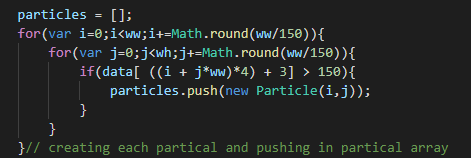 particles = [];
for(var i=0;i<ww;i+=Math.round(ww/150)){
for(var j=0;j<wh;j+=Math.round(ww/150)){
if(data[ ((i + j*ww)*4) + 3] > 150){
particles.push(new Particle(i,j));
}
}
}// creating each partical and pushing in partical array